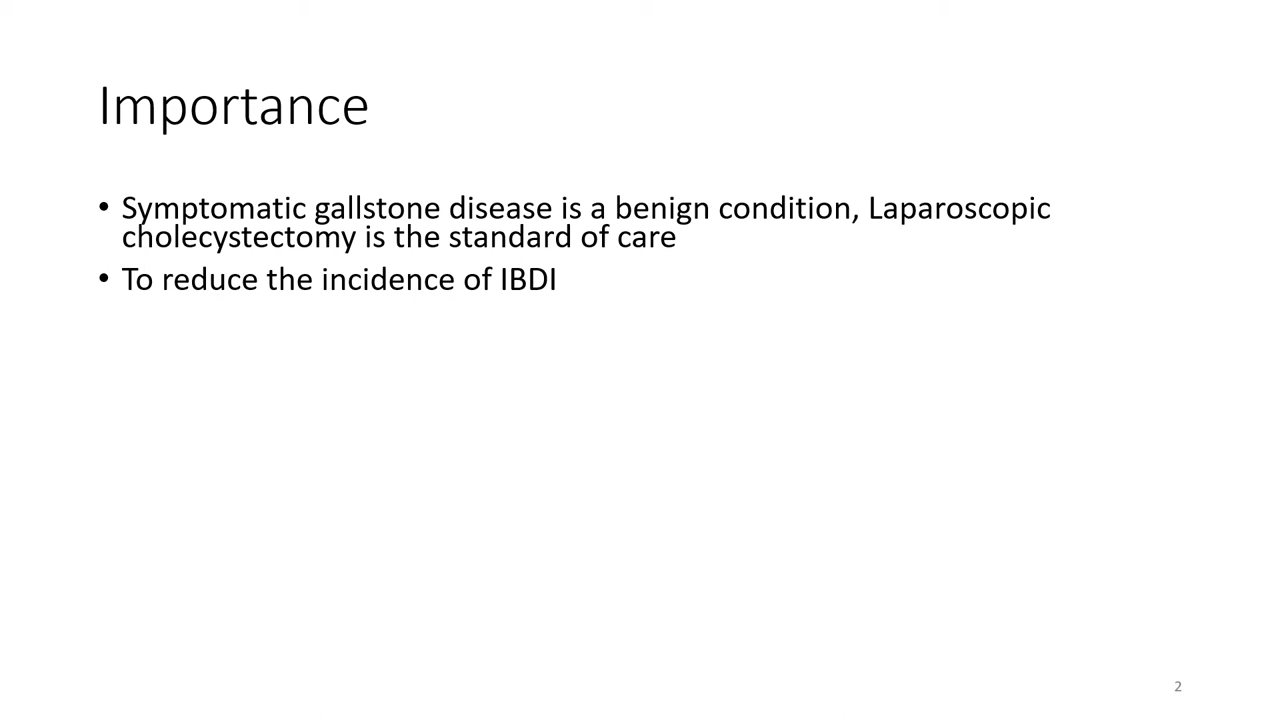 Importance
• Symptomatic gallstone disease is a benign condition, Laparoscopic
cholecystectomy is the standard of care
• To reduce the incidence of IBDI
2